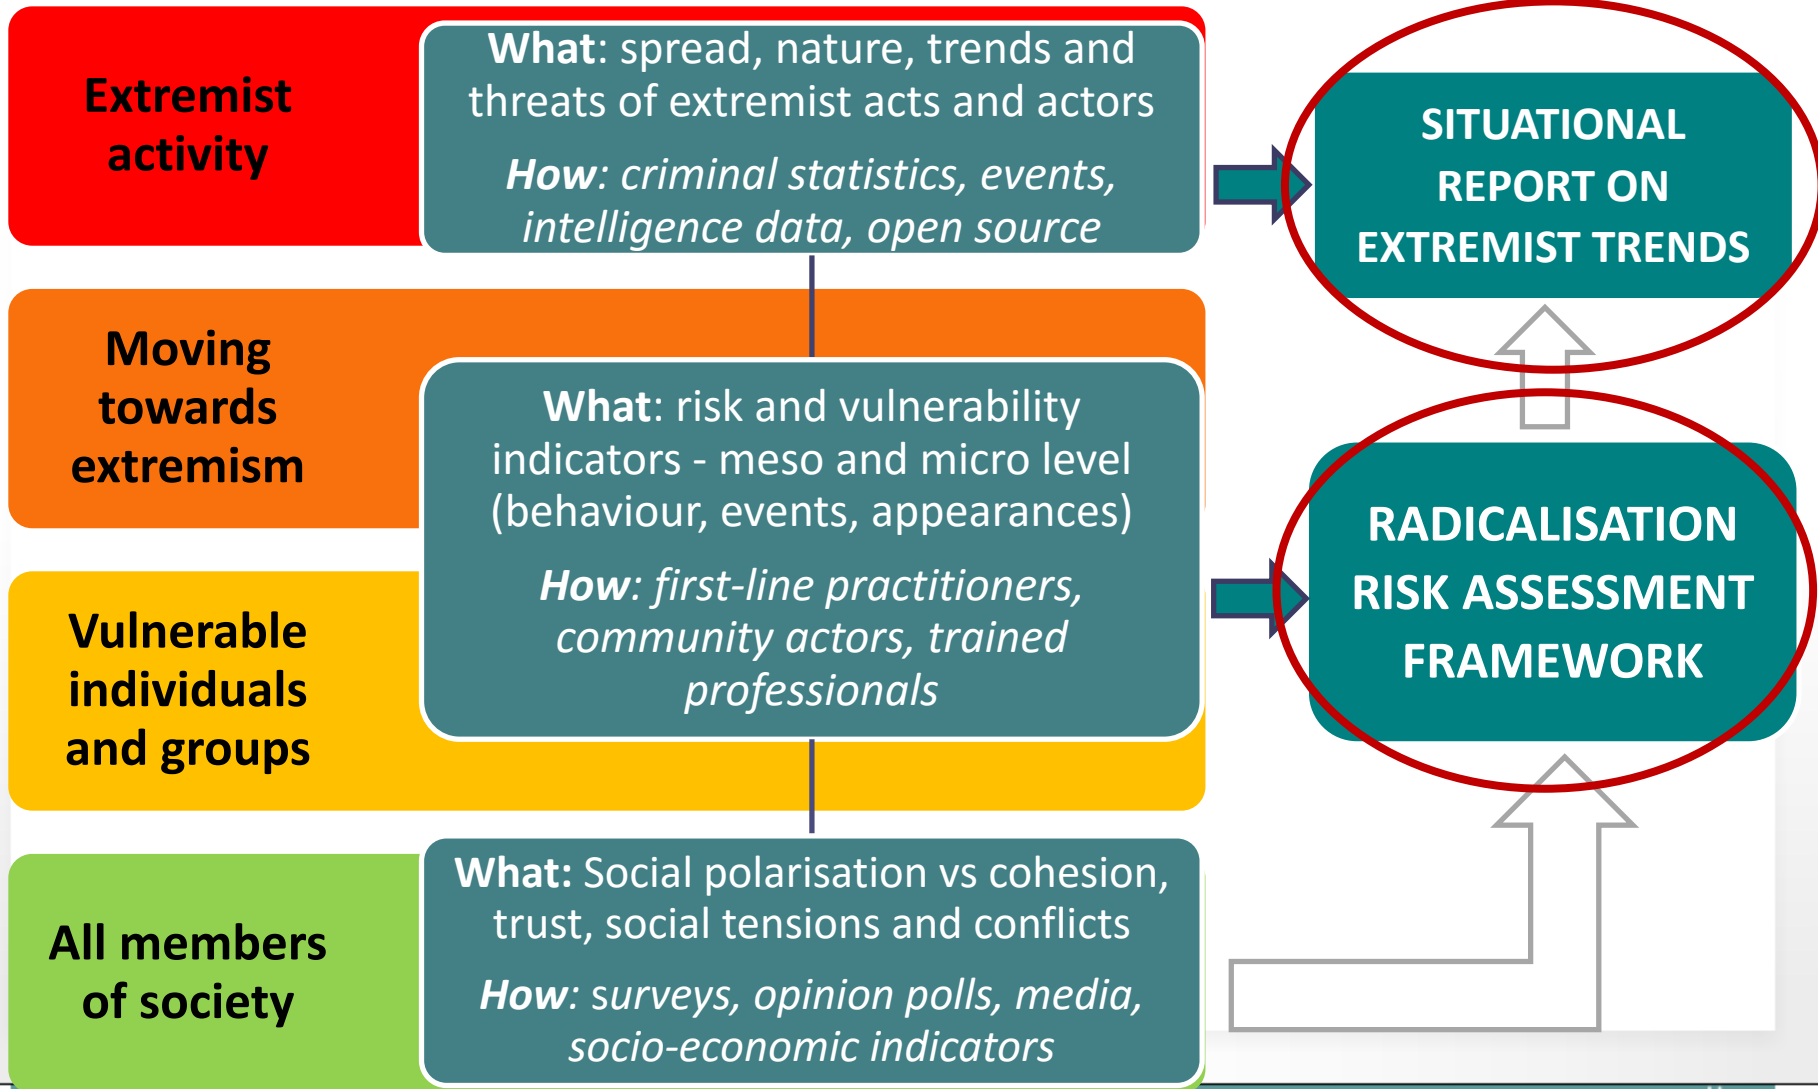 Extremist
activity
What: spread, nature, trends and
threats of extremist acts and actors
How: criminal statistics, events,
intelligence data, open source
SITUATIONAL
REPORT ON
EXTREMIST TRENDS
Moving
towards
extremism
What: risk and vulnerability
indicators - meso and micro level
(behaviour, events, appearances)
How: first-line practitioners,
community actors, trained
professionals
RADICALISATION
RISK ASSESSMENT
FRAMEWORK
Vulnerable
individuals
and groups
All members
of society
What: Social polarisation vs cohesion,
trust, social tensions and conflicts
How: surveys, opinion polls, media,
socio-economic indicators